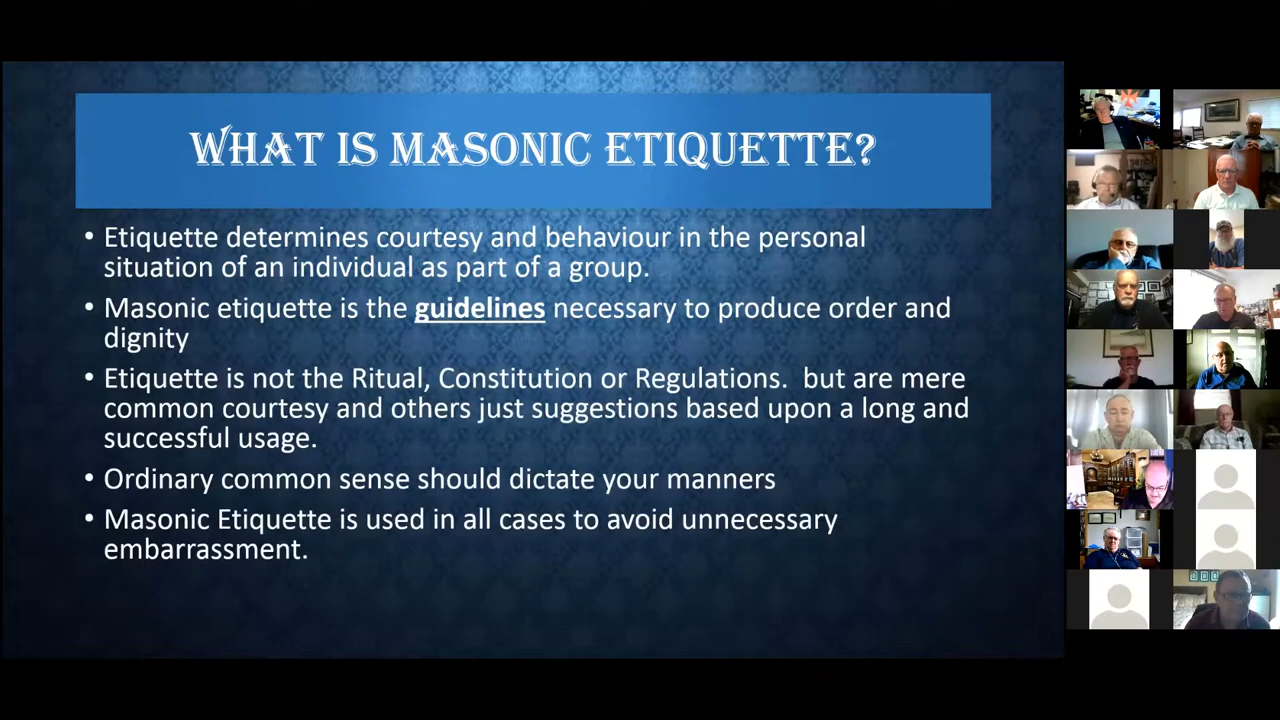 WHAT IS MASONIC ETIQUETTE?
• Etiquette determines courtesy and behaviour in the personal
situation of an individual as part of a group.
• Masonic etiquette is the guidelines necessary to produce order and
dignity
• Etiquette is not the Ritual, Constitution or Regulations.  but are mere
common courtesy and others just suggestions based upon a long and
successful usage.
• Ordinary common sense should dictate your manners
• Masonic Etiquette is used in all cases to avoid unnecessary
embarrassment.